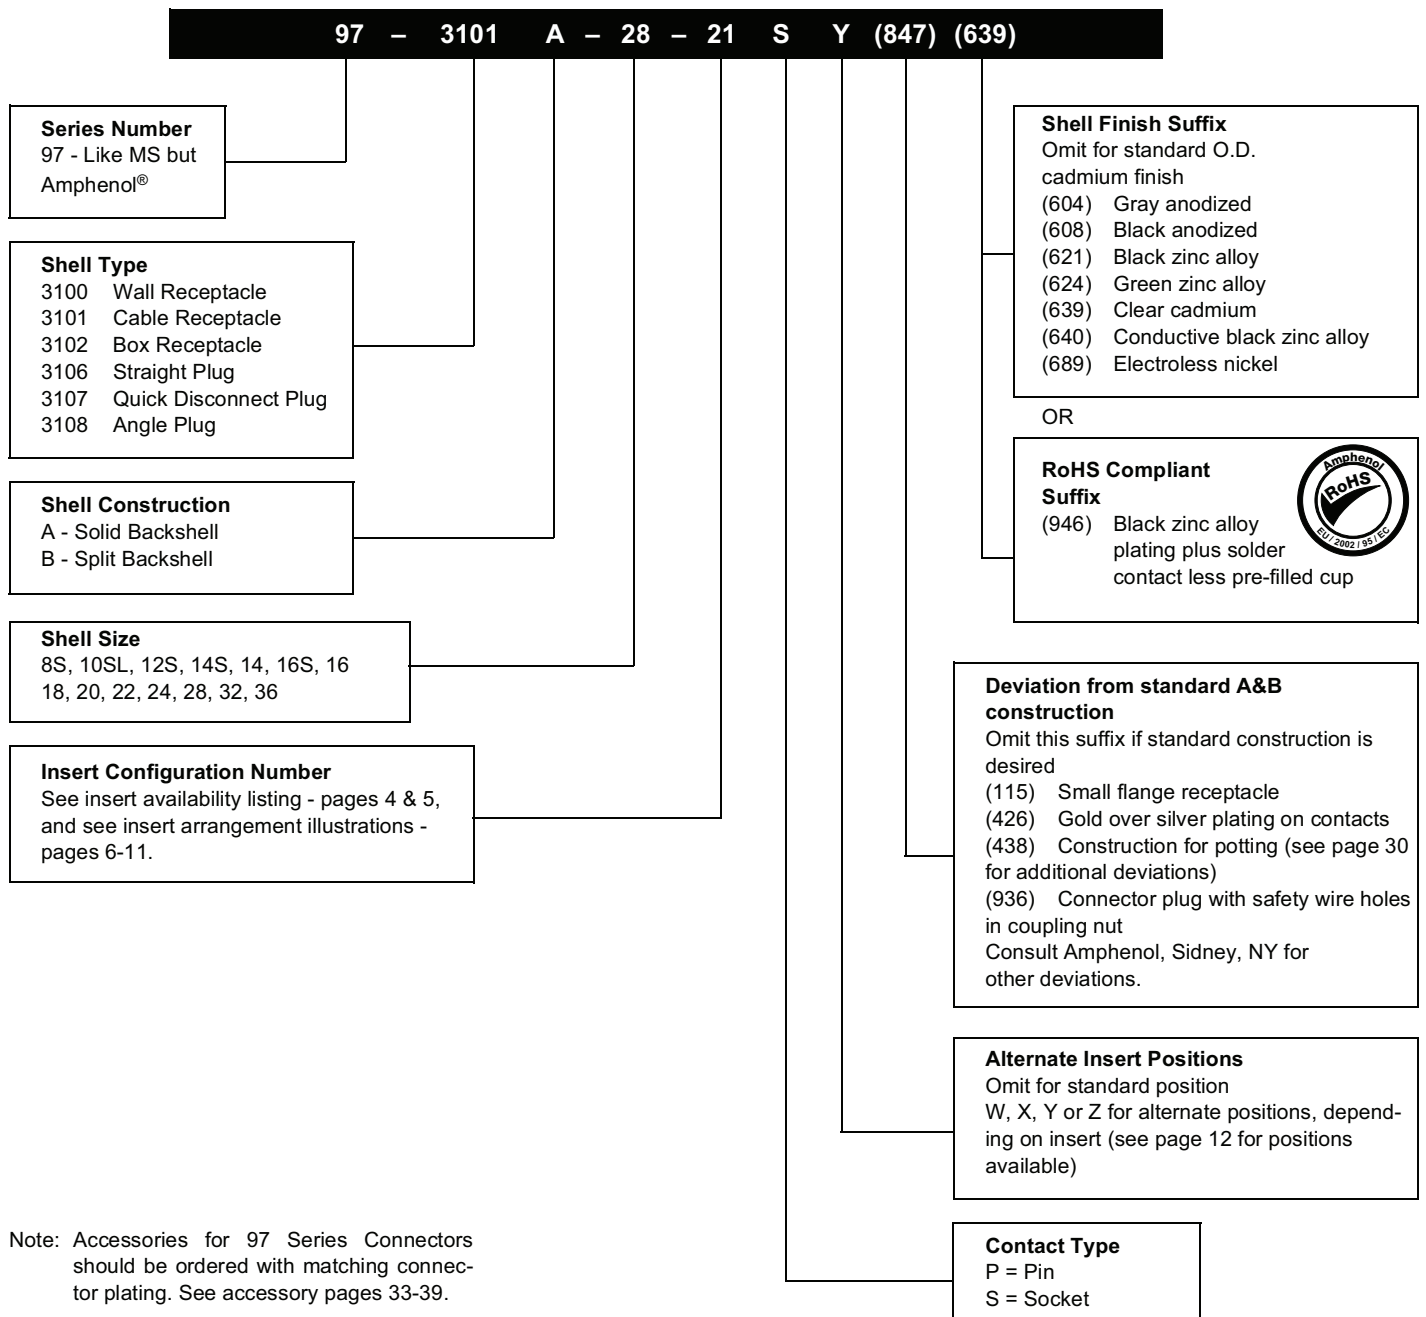 97 – 3101 A – 28 – 21 S Y (847) (639)
Series Number
97 - Like MS but
Amphenol®
Shell Type
3100 Wall Receptacle
3101 Cable Receptacle
3102 Box Receptacle
3106 Straight Plug
3107 Quick Disconnect Plug
3108 Angle Plug
Shell Construction
A - Solid Backshell
B - Split Backshell
Shell Size
8S, 10SL, 12S, 14S, 14, 16S, 16
18, 20, 22, 24, 28, 32, 36
Insert Configuration Number
See insert availability listing - pages 4 & 5,
and see insert arrangement illustrations -
pages 6-11.
Shell Finish Suffix
Omit for standard O.D.
cadmium finish
(604) Gray anodized
(608) Black anodized
(621) Black zinc alloy
(624) Green zinc alloy
(639) Clear cadmium
(640) Conductive black zinc alloy
(689) Electroless nickel
OR
RoHS Compliant
Suffix
(946) Black zinc alloy
plating plus solder
contact less pre-filled cup
Amphenol
RoHS
EU / 2002 / 95 / EC
Deviation from standard A&B
construction
Omit this suffix if standard construction is
desired
(115) Small flange receptacle
(426) Gold over silver plating on contacts
(438) Construction for potting (see page 30
for additional deviations)
(936) Connector plug with safety wire holes
in coupling nut
Consult Amphenol, Sidney, NY for
other deviations.
Alternate Insert Positions
Omit for standard position
W, X, Y or Z for alternate positions, depend-
ing on insert (see page 12 for positions
available)
Contact Type
P = Pin
S = Socket
Note: Accessories for 97 Series Connectors
should be ordered with matching connec-
tor plating. See accessory pages 33-39.